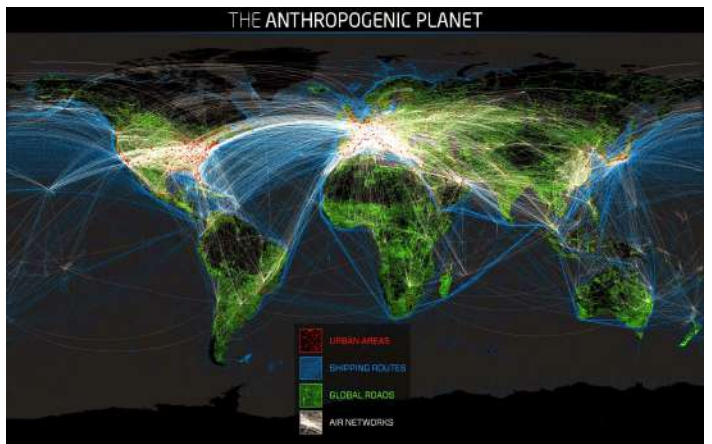 THE ANTHROPOGENIC PLANET
URBAN AREAS
SHIPPING ROUTES
GLOBAL ROADS
AIR NETWORKS